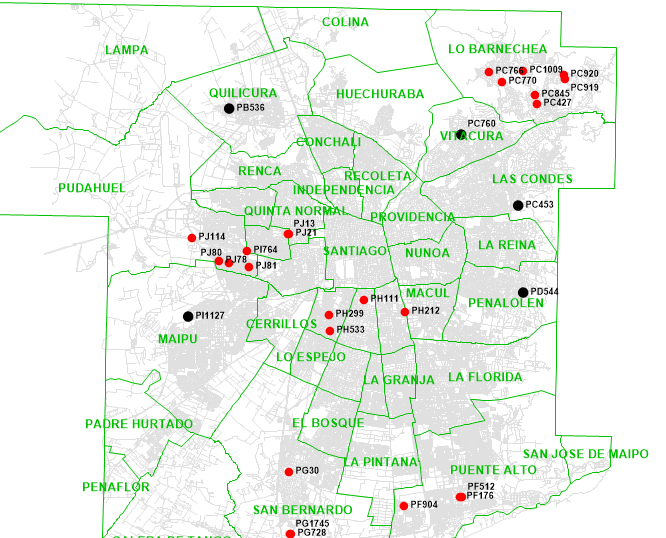 COLINA
LAMPA
LO BARNECHEA
PC766
PC1009
PC770
PC920
PC919
QUILICURA
HUECHURABA
PC845
PC427
PB536
PC760
VITACURA
CONCHALI
RENCA
RECOLETA
LAS CONDES
PUDAHUEL
INDEPENDENCIA
PC453
QUINTA NORMAL
PROVIDENCIA
PJ13
PJ21
PJ114
PI764
SANTIAGO
NUNOA
LA REINA
PJ80
PJ78
PJ81
MACUL
PD544
PENALOLEN
PH111
PH212
PH299
PI1127
CERRILLOS
PH533
MAIPU
LO ESPEJO
LA GRANJA
LA FLORIDA
PADRE HURTADO
EL BOSQUE
SAN JOSE DE MAIPO
LA PINTANA
PG30
PUENTE ALTO
PENAFLOR
PF512
PF176
SAN BERNARDO
PF904
PG1745
PG728
CALERA DE TANGO